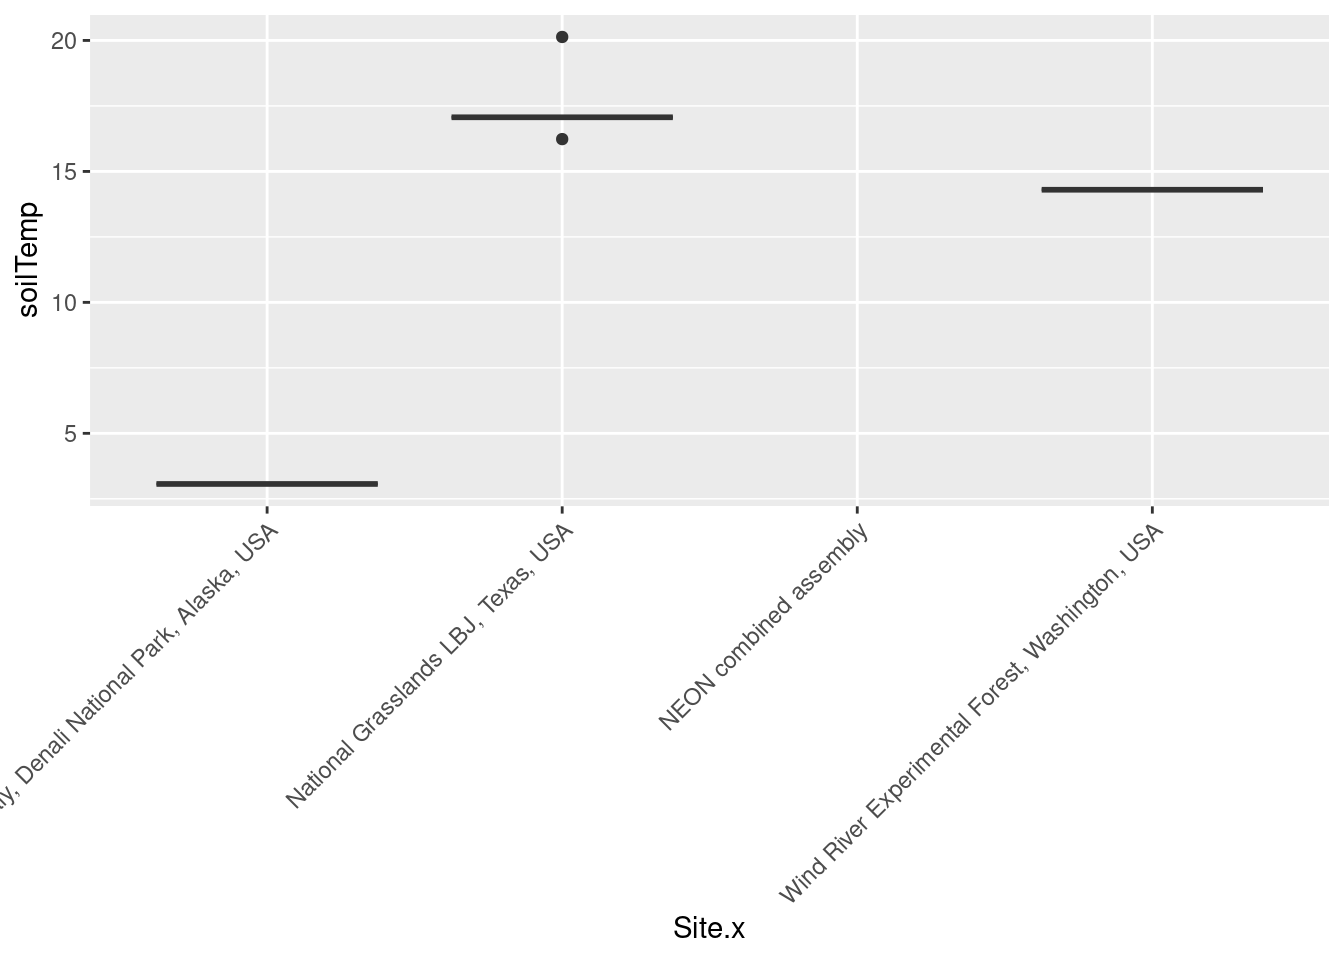 20
15
10
5
soilTemp
Denali National Park, Alaska, USA
National Grasslands LBJ, Texas, USA
NEON combined assembly
Wind River Experimental Forest, Washington, USA
Site.x